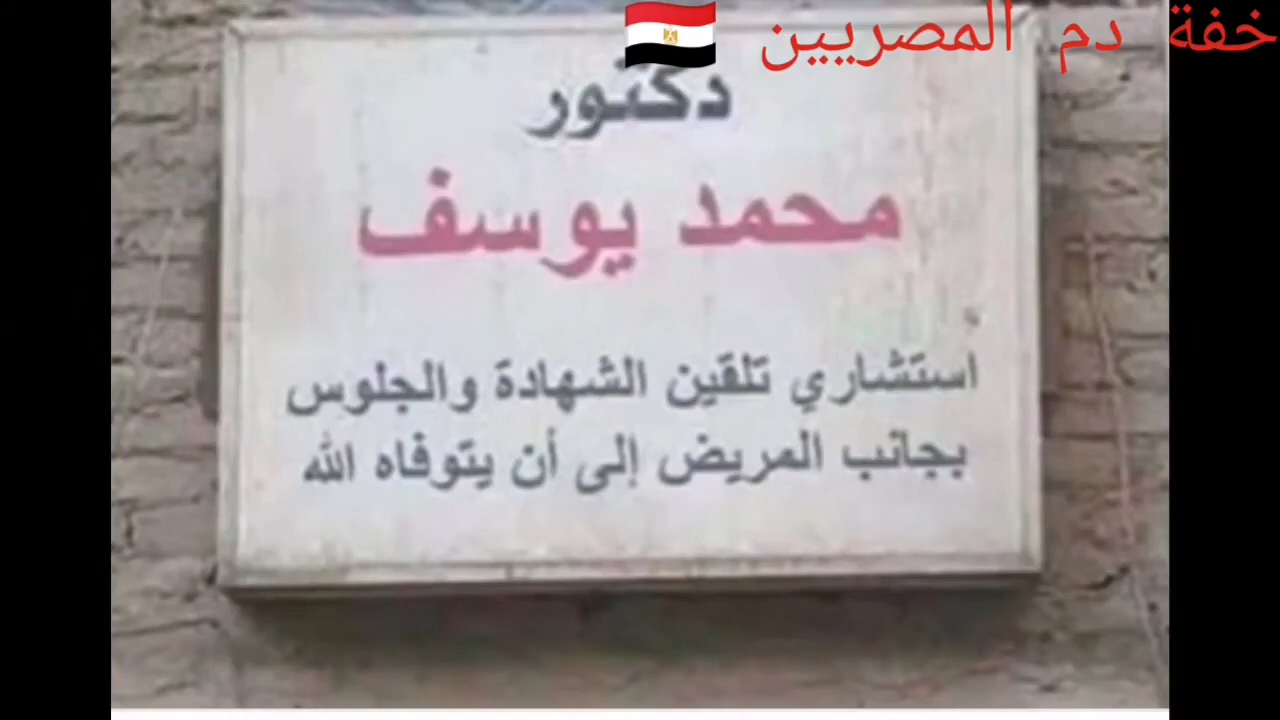 خفة دم المصريين 🇪🇬
دكتور
محمد يوسف
استشاري تلقين الشهادة والجلوس
بجانب المريض إلى أن يتوفاه الله